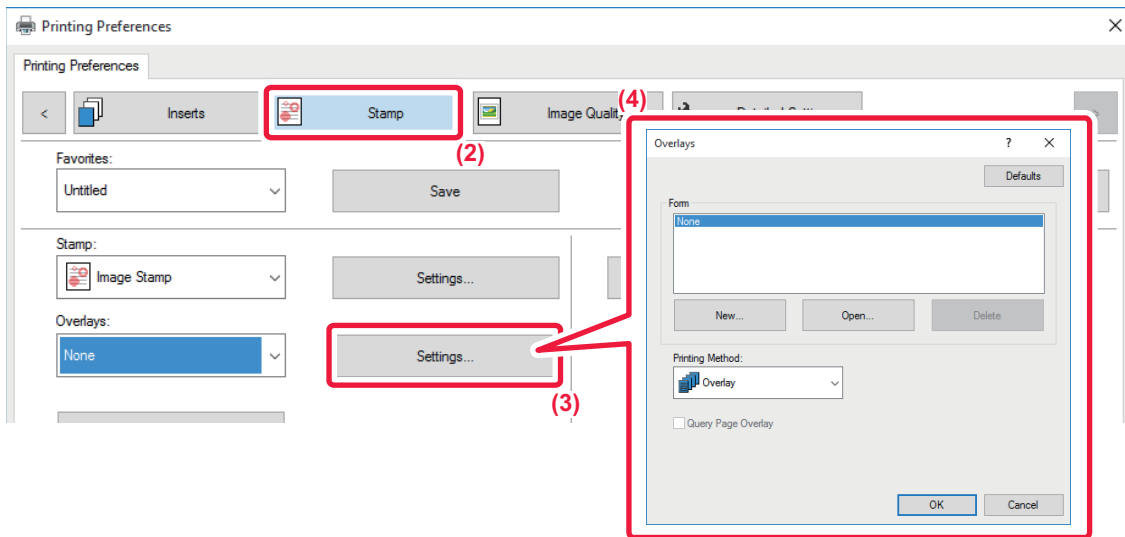 Printing Preferences
Printing Preferences
<
Inserts
Stamp
Image Quality
(4)
(2)
Favorites:
Untitled
Save
Stamp:
Image Stamp
Settings...
Overlays:
None
Settings...
(3)
Overlays
?
Defaults
Form
None
New...
Open...
Delete
Printing Method:
Overlay
Query Page Overlay
OK
Cancel